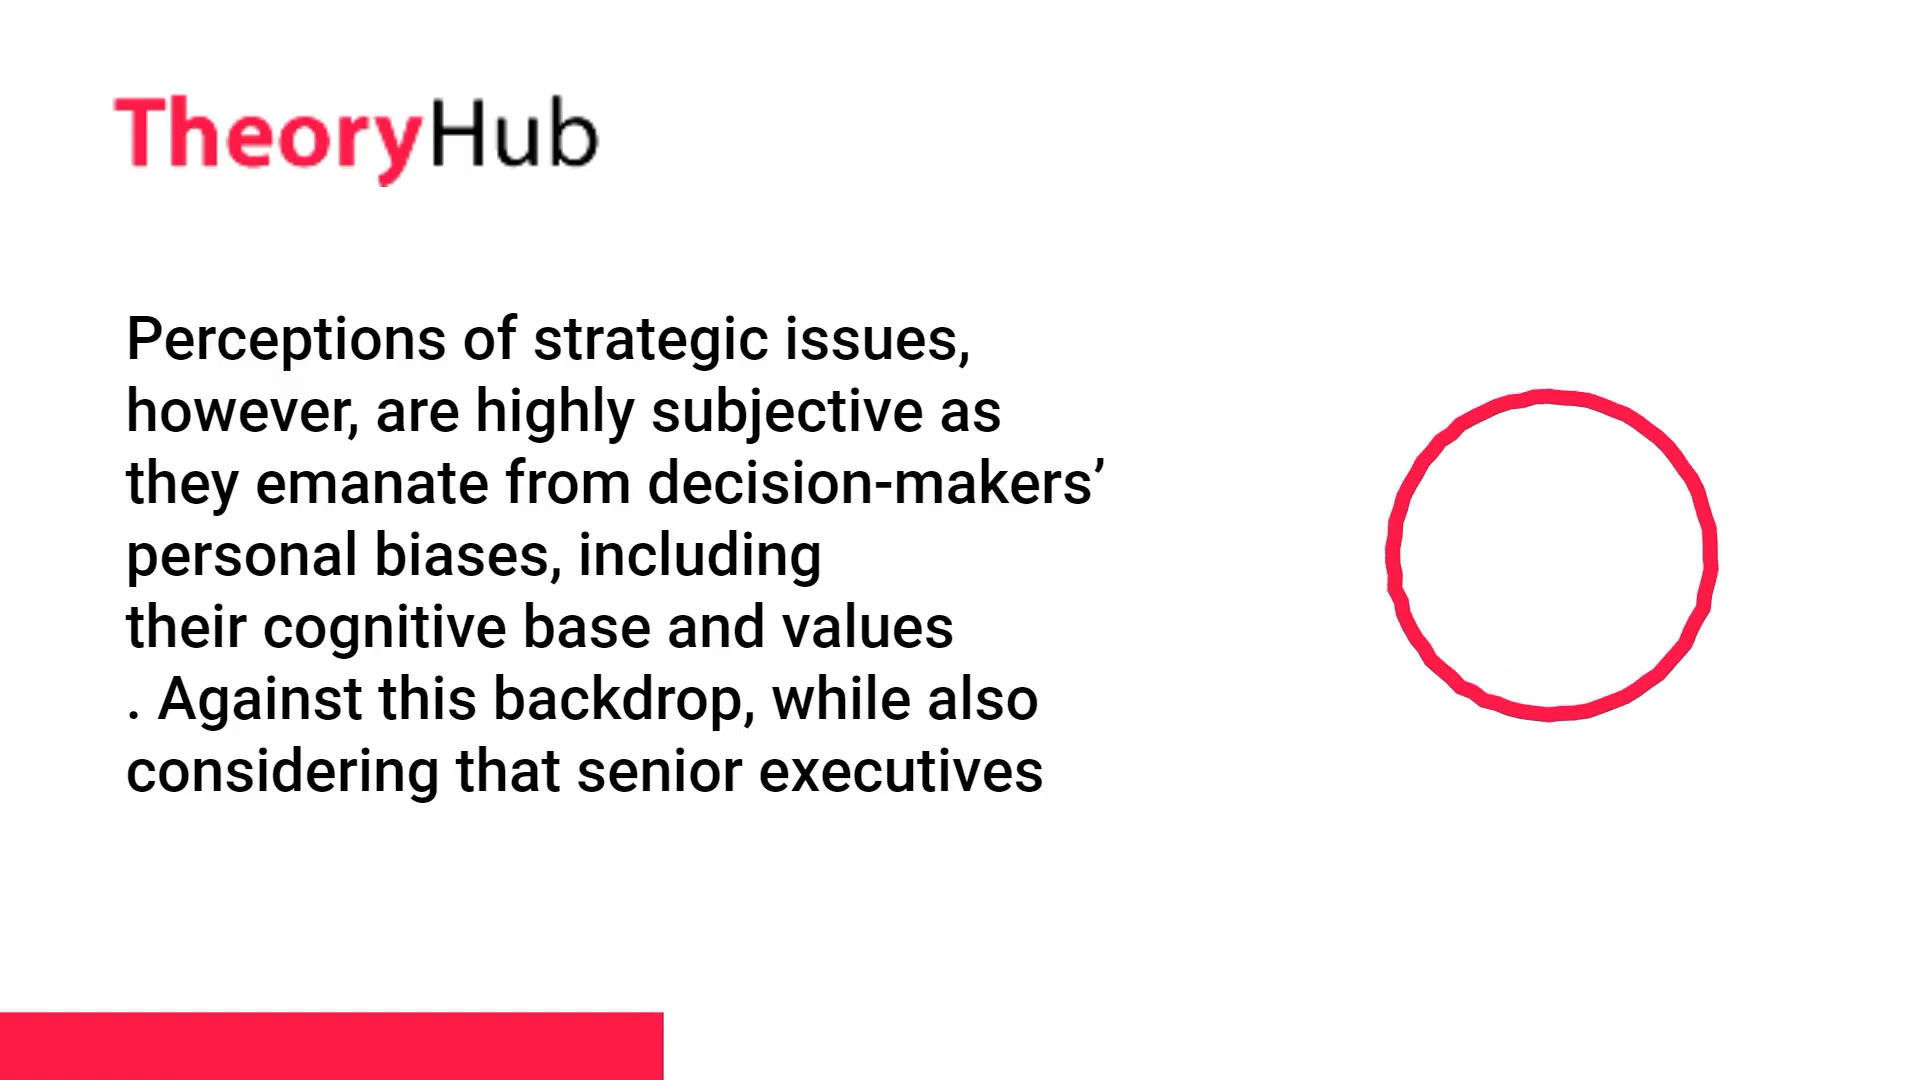 TheoryHub
Perceptions of strategic issues,
however, are highly subjective as
they emanate from decision-makers’
personal biases, including
their cognitive base and values
. Against this backdrop, while also
considering that senior executives